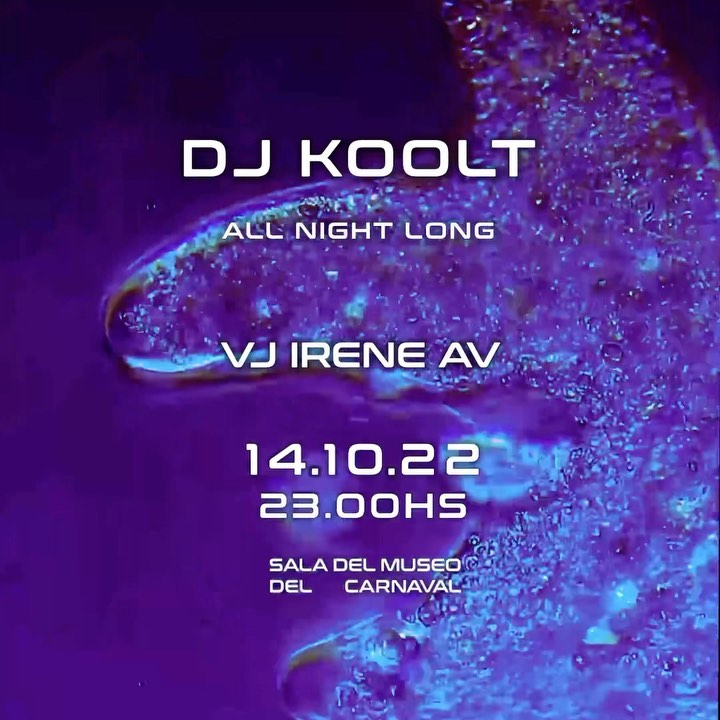 DJ KOOLT
ALL NIGHT LONG
VJ IRENE AV
14.10.22
23.00HS
SALA DEL MUSEO
DEL CARNAVAL